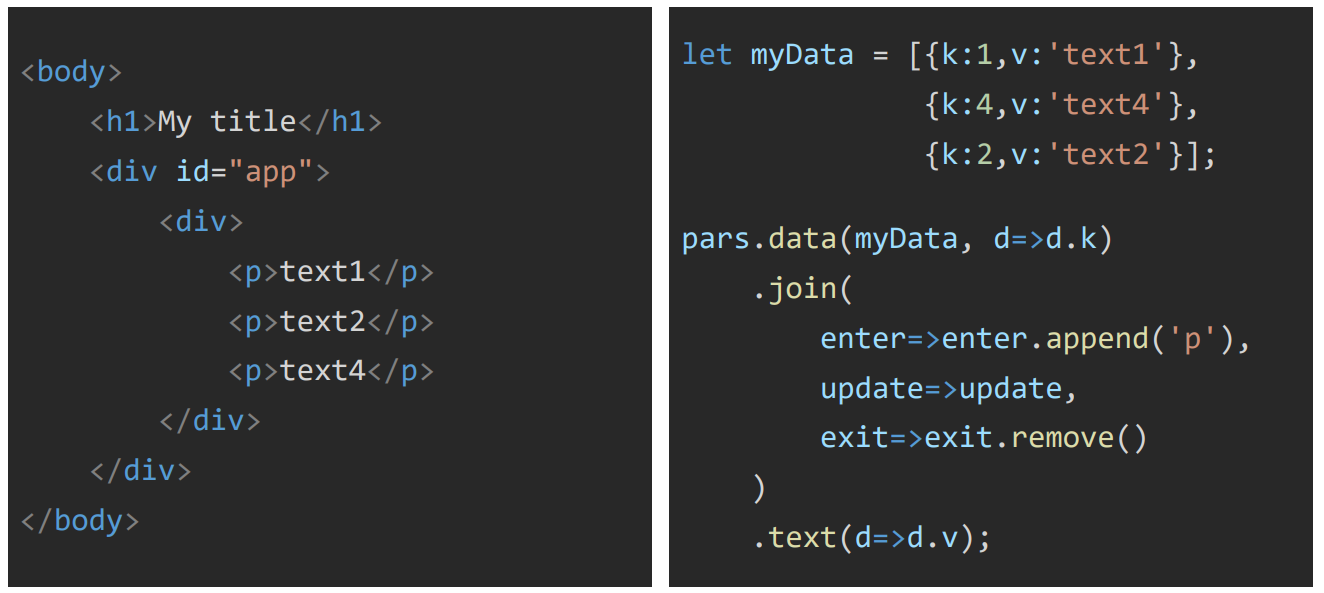 <body>
    <h1>My title</h1>
    <div id="app">
        <div>
            <p>text1</p>
            <p>text2</p>
            <p>text4</p>
        </div>
    </div>
</body>
let myData = [{k:1,v:'text1'},
              {k:4,v:'text4'},
              {k:2,v:'text2'}];
pars.data(myData, d=>d.k)
    .join(
        enter=>enter.append('p'),
        update=>update,
        exit=>exit.remove()
    )
    .text(d=>d.v);